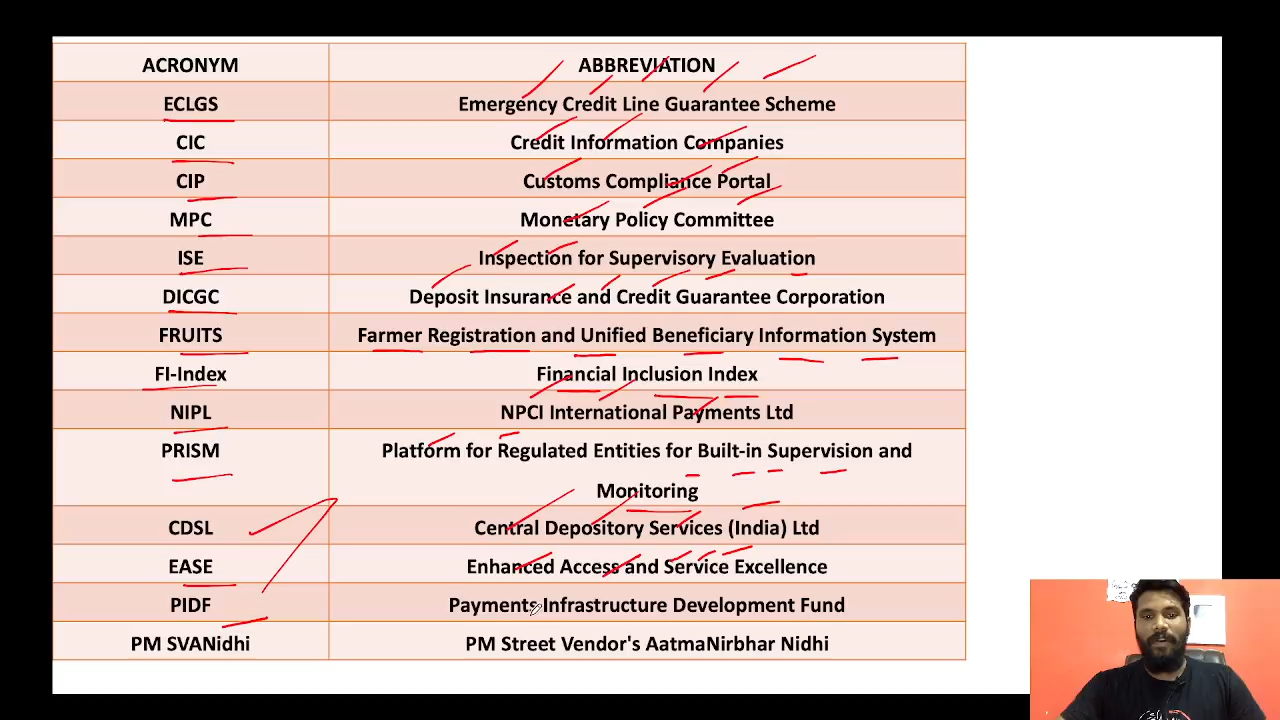 ACRONYM ABBREVIATION
ECLGS Emergency Credit Line Guarantee Scheme
CIC Credit Information Companies
CIP Customs Compliance Portal
MPC Monetary Policy Committee
ISE Inspection for Supervisory Evaluation
DICGC Deposit Insurance and Credit Guarantee Corporation
FRUITS Farmer Registration and Unified Beneficiary Information System
FI-Index Financial Inclusion Index
NIPL NPCI International Payments Ltd
PRISM Platform for Regulated Entities for Built-in Supervision and
Monitoring
CDSL Central Depository Services (India) Ltd
EASE Enhanced Access and Service Excellence
PIDF Payments Infrastructure Development Fund
PM SVANidhi PM Street Vendor's AatmaNirbhar Nidhi